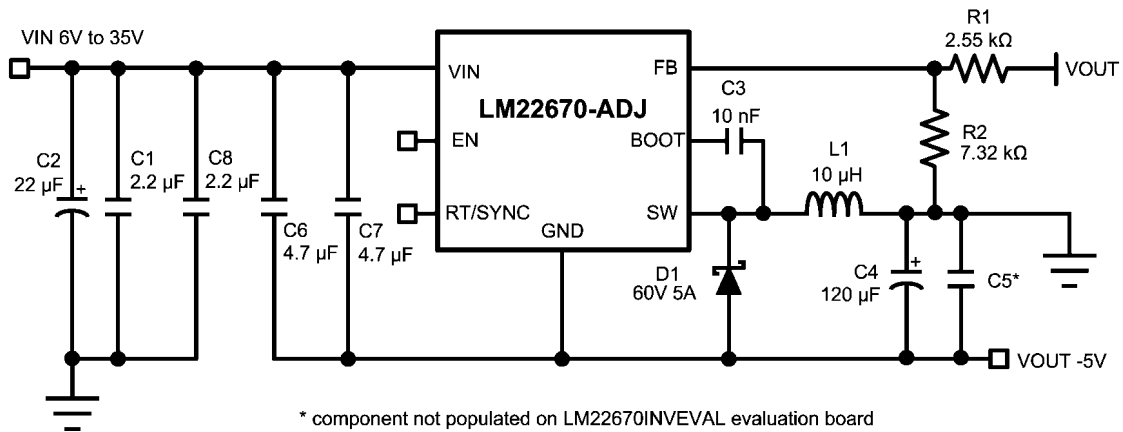 VIN 6V to 35V
VIN
FB
LM22670-ADJ
EN
BOOT
RT/SYNC
SW
GND
R1
2.55 kΩ
VOUT
C3
10 nF
R2
7.32 kΩ
L1
10 µH
C2
22 µF
+
C1
2.2 µF
C8
2.2 µF
C6
4.7 µF
C7
4.7 µF
D1
60V 5A
C4
120 µF
+
C5*
VOUT -5V
* component not populated on LM22670INVEVAL evaluation board